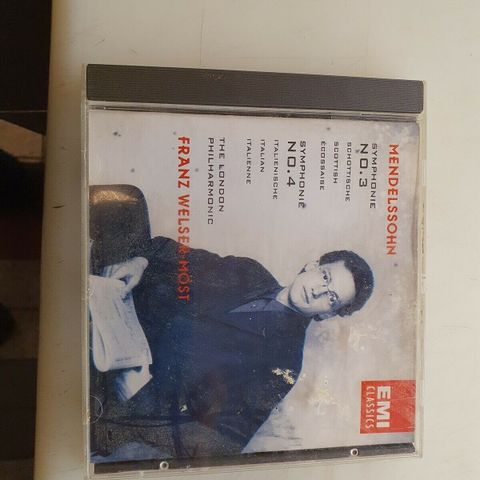 MENDELSSOHN
SYMPHONIE
NO.3
SCHOTTISCHE
SCOTTISH
ÉCOSSAISE
SYMPHONIE
NO.4
ITALIENISCHE
ITALIAN
ITALIENNE
THE LONDON
PHILHARMONIC
FRANZ WELSER-MÖST
EMI
CLASSICS